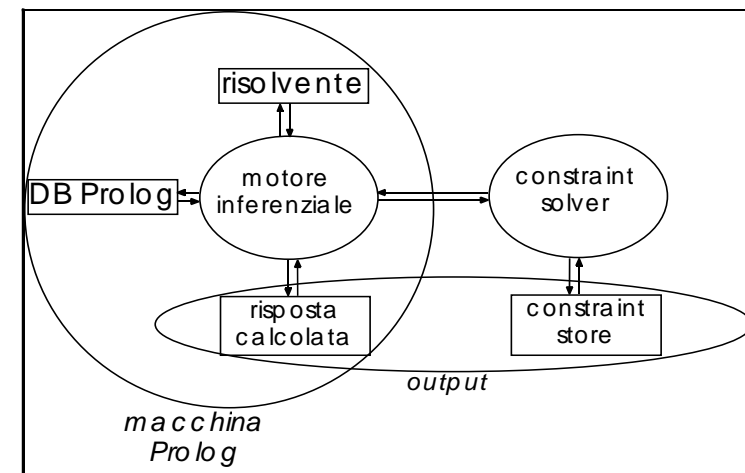 risolvente
DB Prolog
motore
inferenziale
constraint
solver
risposta
calcolata
constraint
store
output
macchina
Prolog